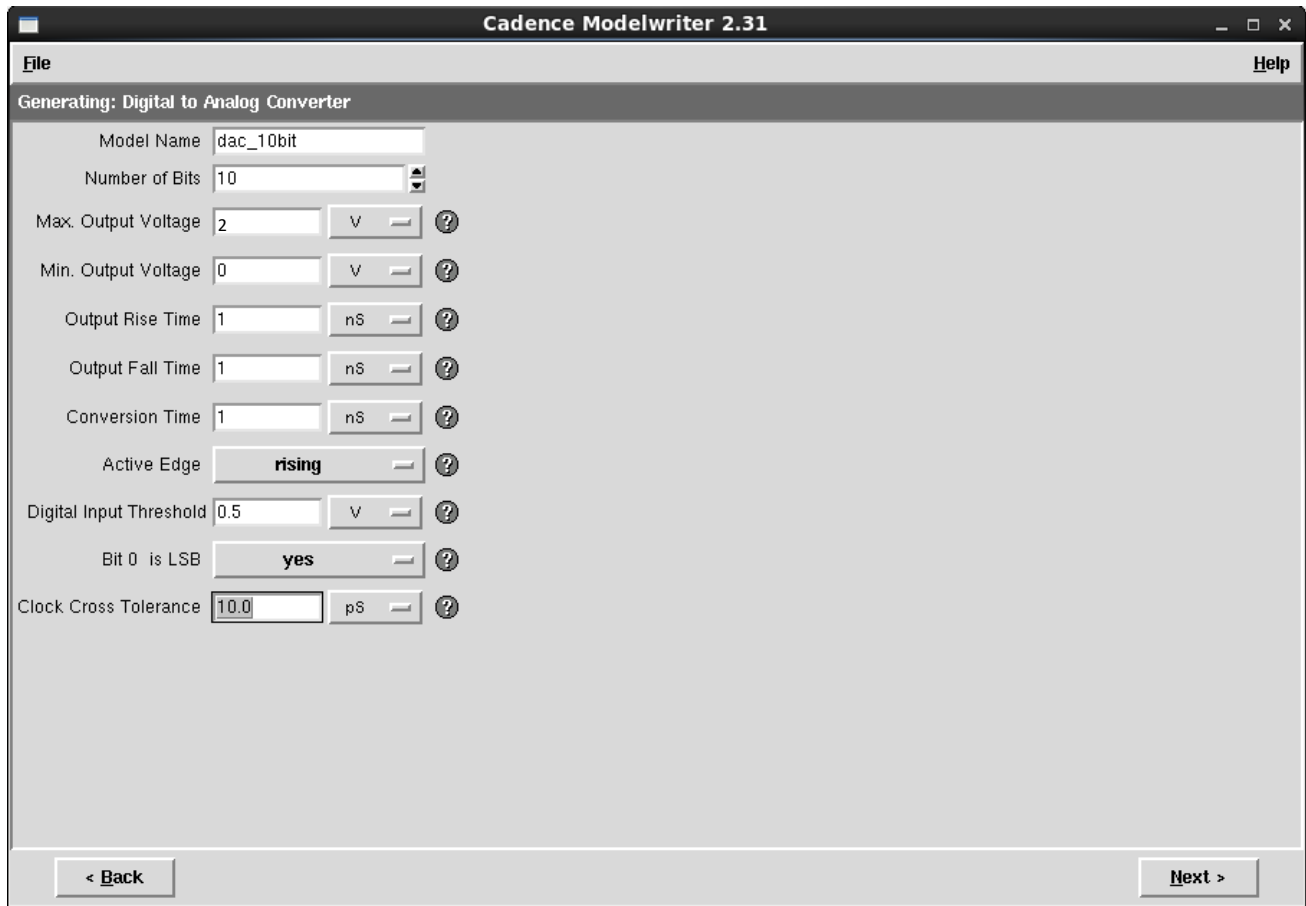 Cadence Modelwriter 2.31
File Help
Generating: Digital to Analog Converter
Model Name dac_10bit
Number of Bits 10
Max. Output Voltage 2 V ?
Min. Output Voltage 0 V ?
Output Rise Time 1 nS ?
Output Fall Time 1 nS ?
Conversion Time 1 nS ?
Active Edge rising ?
Digital Input Threshold 0.5 V ?
Bit 0 is LSB yes ?
Clock Cross Tolerance 10.0 pS ?
< Back Next >